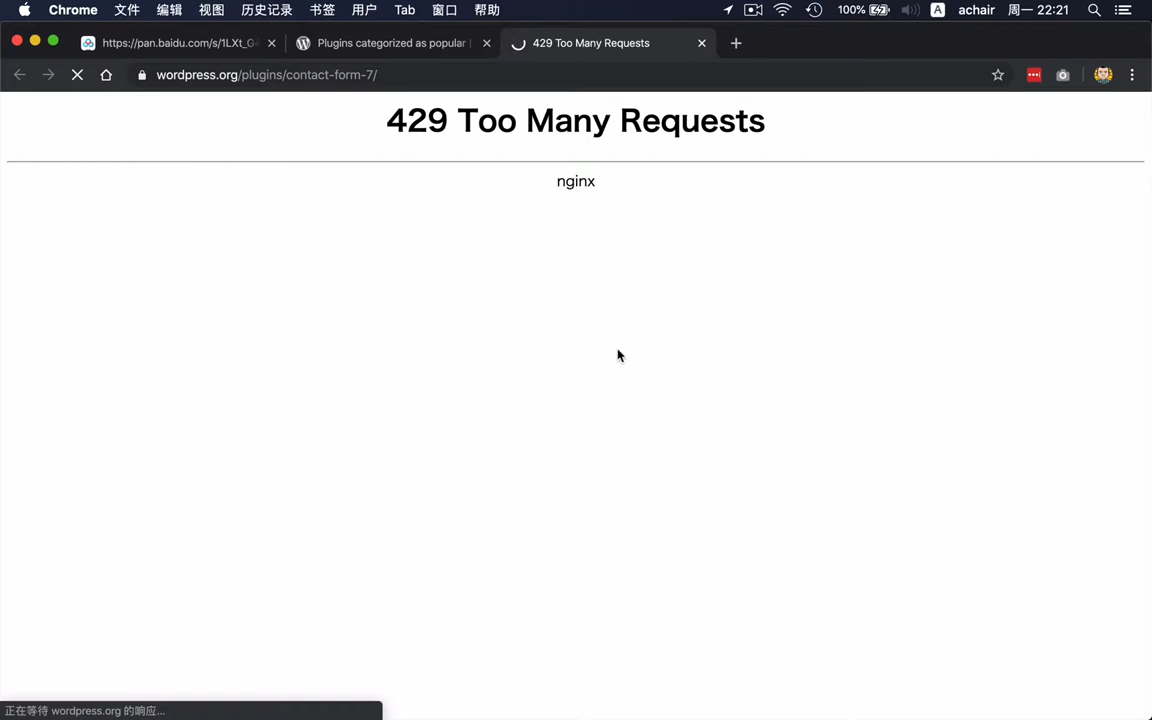 Chrome 文件 编辑 视图 历史记录 书签 用户 Tab 窗口 帮助 100% A achair 周一 22:21
https://pan.baidu.com/s/1LXt_G Plugins categorized as popular 429 Too Many Requests
wordpress.org/plugins/contact-form-7/
429 Too Many Requests
nginx
正在等待 wordpress.org 的响应...